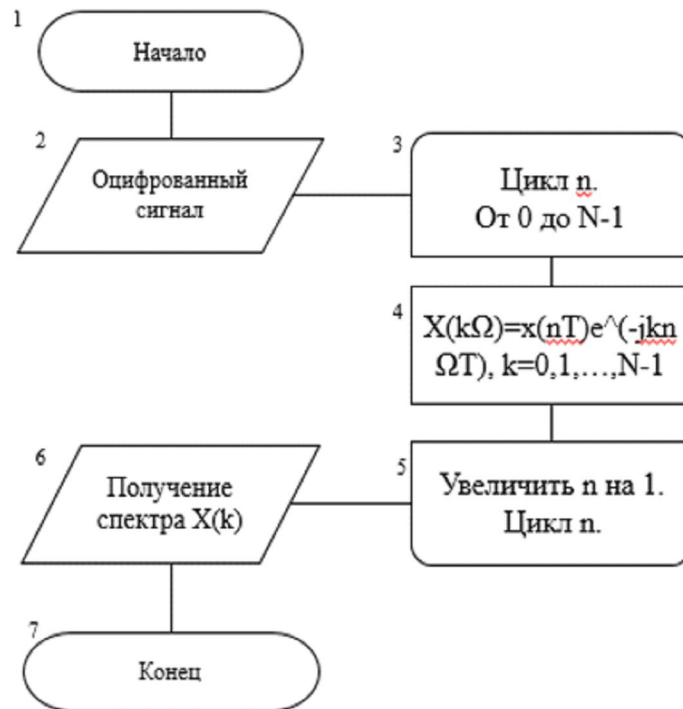 1
Начало
2
Оцифрованный
сигнал
3
Цикл n.
От 0 до N-1
4
X(kΩ)=x(nT)e^(-jkn
ΩT), k=0,1,…,N-1
5
Увеличить n на 1.
Цикл n.
6
Получение
спектра X(k)
7
Конец